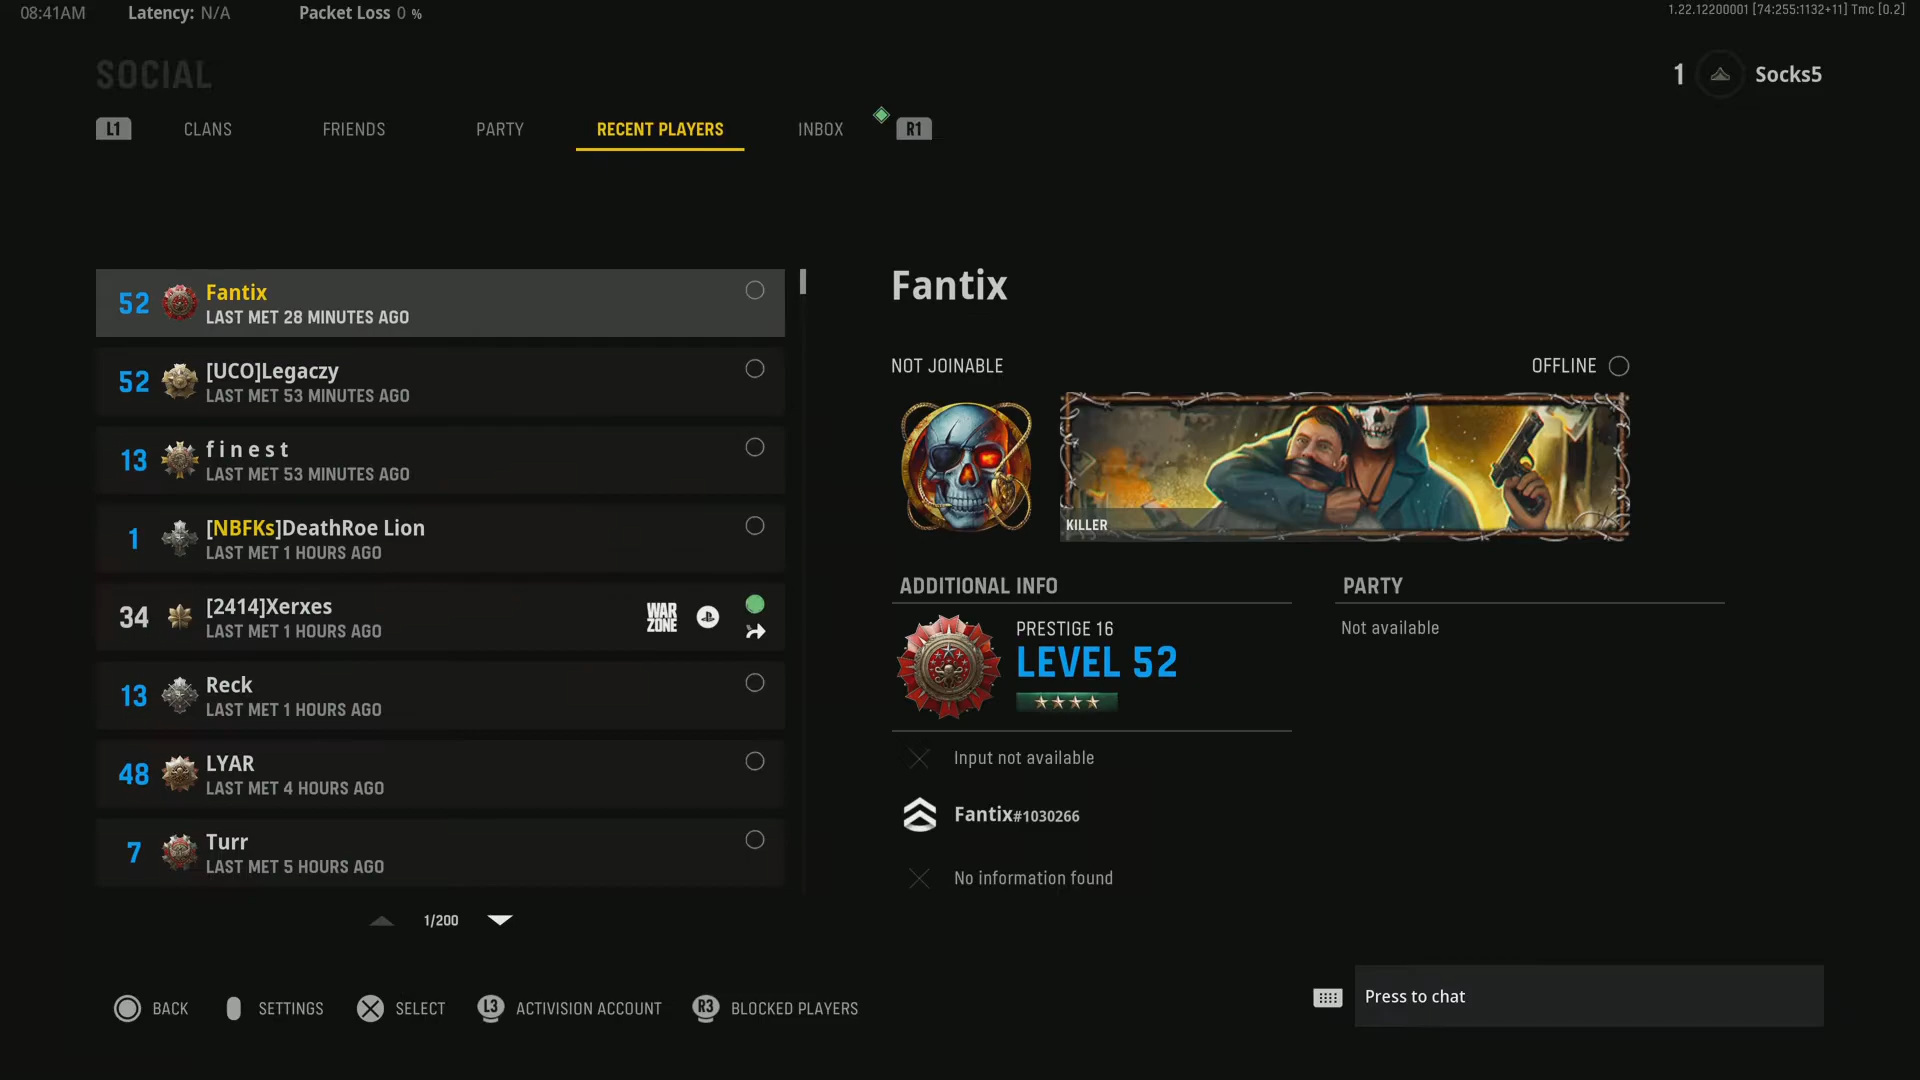 08:41AM Latency: N/A Packet Loss 0 %
1.22.12200001 [74:255:1132+11] Tmc [0.2]
SOCIAL
1 Socks5
L1 CLANS FRIENDS PARTY RECENT PLAYERS INBOX R1
52 Fantix
LAST MET 28 MINUTES AGO
52 [UCO]Legaczy
LAST MET 53 MINUTES AGO
13 f i n e s t
LAST MET 53 MINUTES AGO
1 [NBFKs]DeathRoe Lion
LAST MET 1 HOURS AGO
34 [2414]Xerxes
LAST MET 1 HOURS AGO
WAR
ZONE
13 Reck
LAST MET 1 HOURS AGO
48 LYAR
LAST MET 4 HOURS AGO
7 Turr
LAST MET 5 HOURS AGO
1/200
Fantix
NOT JOINABLE OFFLINE
KILLER
ADDITIONAL INFO
PRESTIGE 16
LEVEL 52
Input not available
Fantix#1030266
No information found
PARTY
Not available
BACK SETTINGS SELECT L3 ACTIVISION ACCOUNT R3 BLOCKED PLAYERS
Press to chat